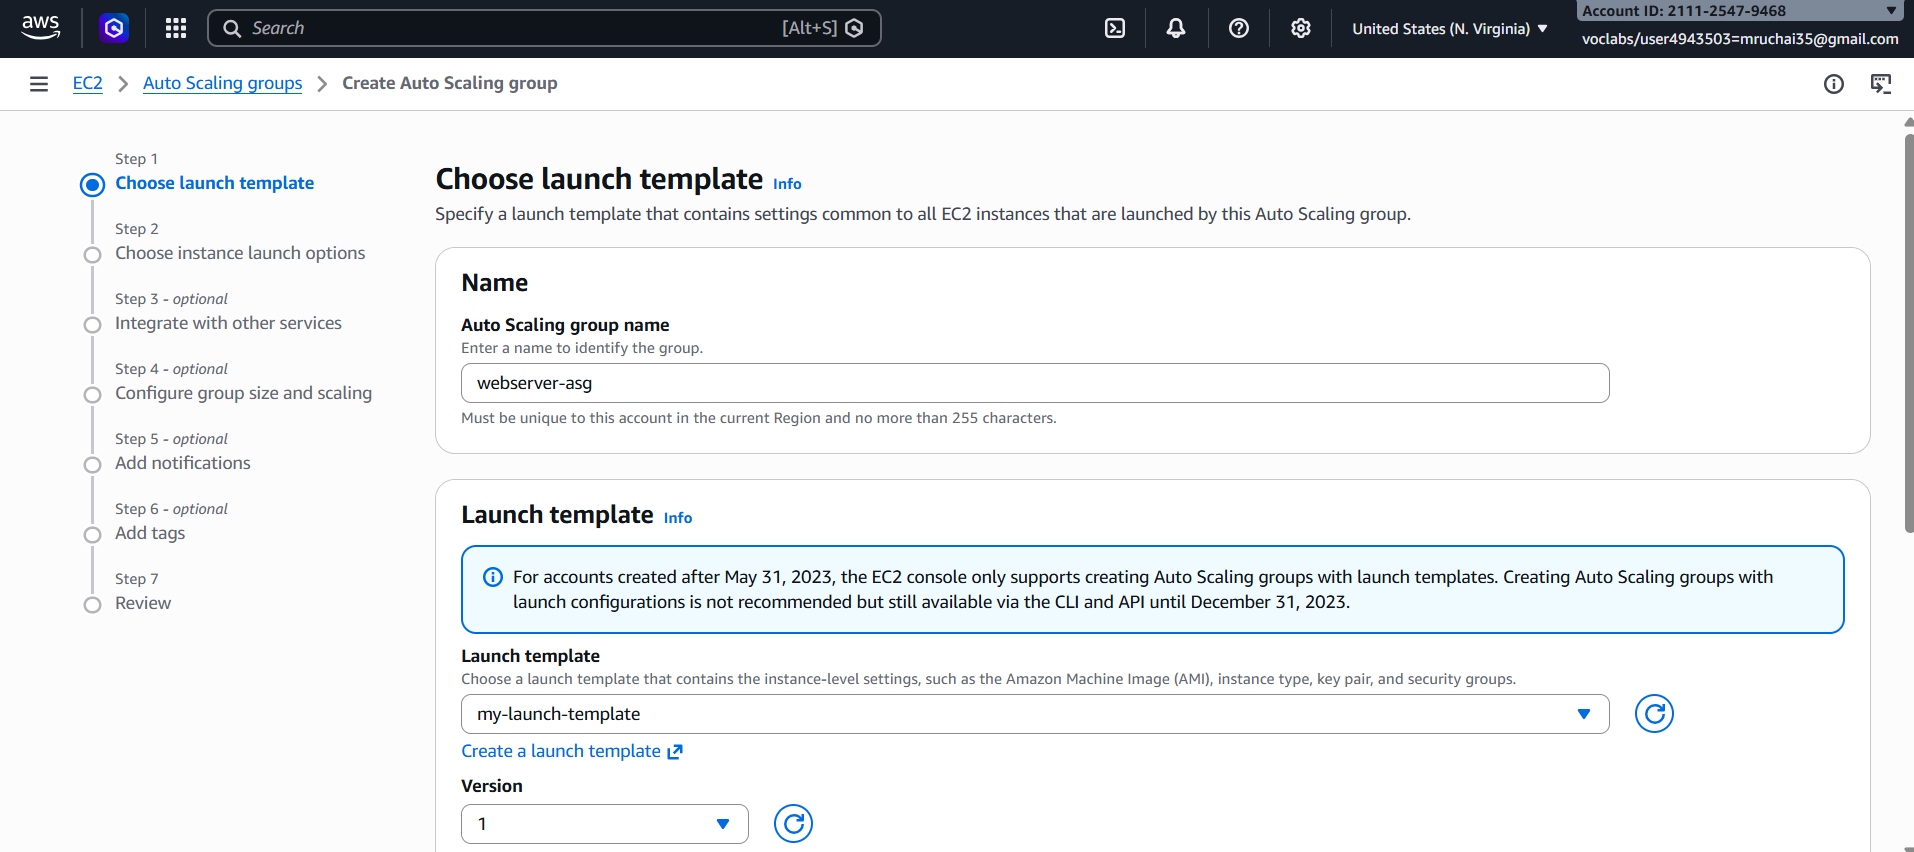 aws
Search
[Alt+S]
United States (N. Virginia)
Account ID: 2111-2547-9468
voclabs/user4943503=mruchai35@gmail.com
EC2
Auto Scaling groups
Create Auto Scaling group
Step 1
Choose launch template
Step 2
Choose instance launch options
Step 3 - optional
Integrate with other services
Step 4 - optional
Configure group size and scaling
Step 5 - optional
Add notifications
Step 6 - optional
Add tags
Step 7
Review
Choose launch template Info
Specify a launch template that contains settings common to all EC2 instances that are launched by this Auto Scaling group.
Name
Auto Scaling group name
Enter a name to identify the group.
webserver-asg
Must be unique to this account in the current Region and no more than 255 characters.
Launch template Info
For accounts created after May 31, 2023, the EC2 console only supports creating Auto Scaling groups with launch templates. Creating Auto Scaling groups with
launch configurations is not recommended but still available via the CLI and API until December 31, 2023.
Launch template
Choose a launch template that contains the instance-level settings, such as the Amazon Machine Image (AMI), instance type, key pair, and security groups.
my-launch-template
Create a launch template
Version
1